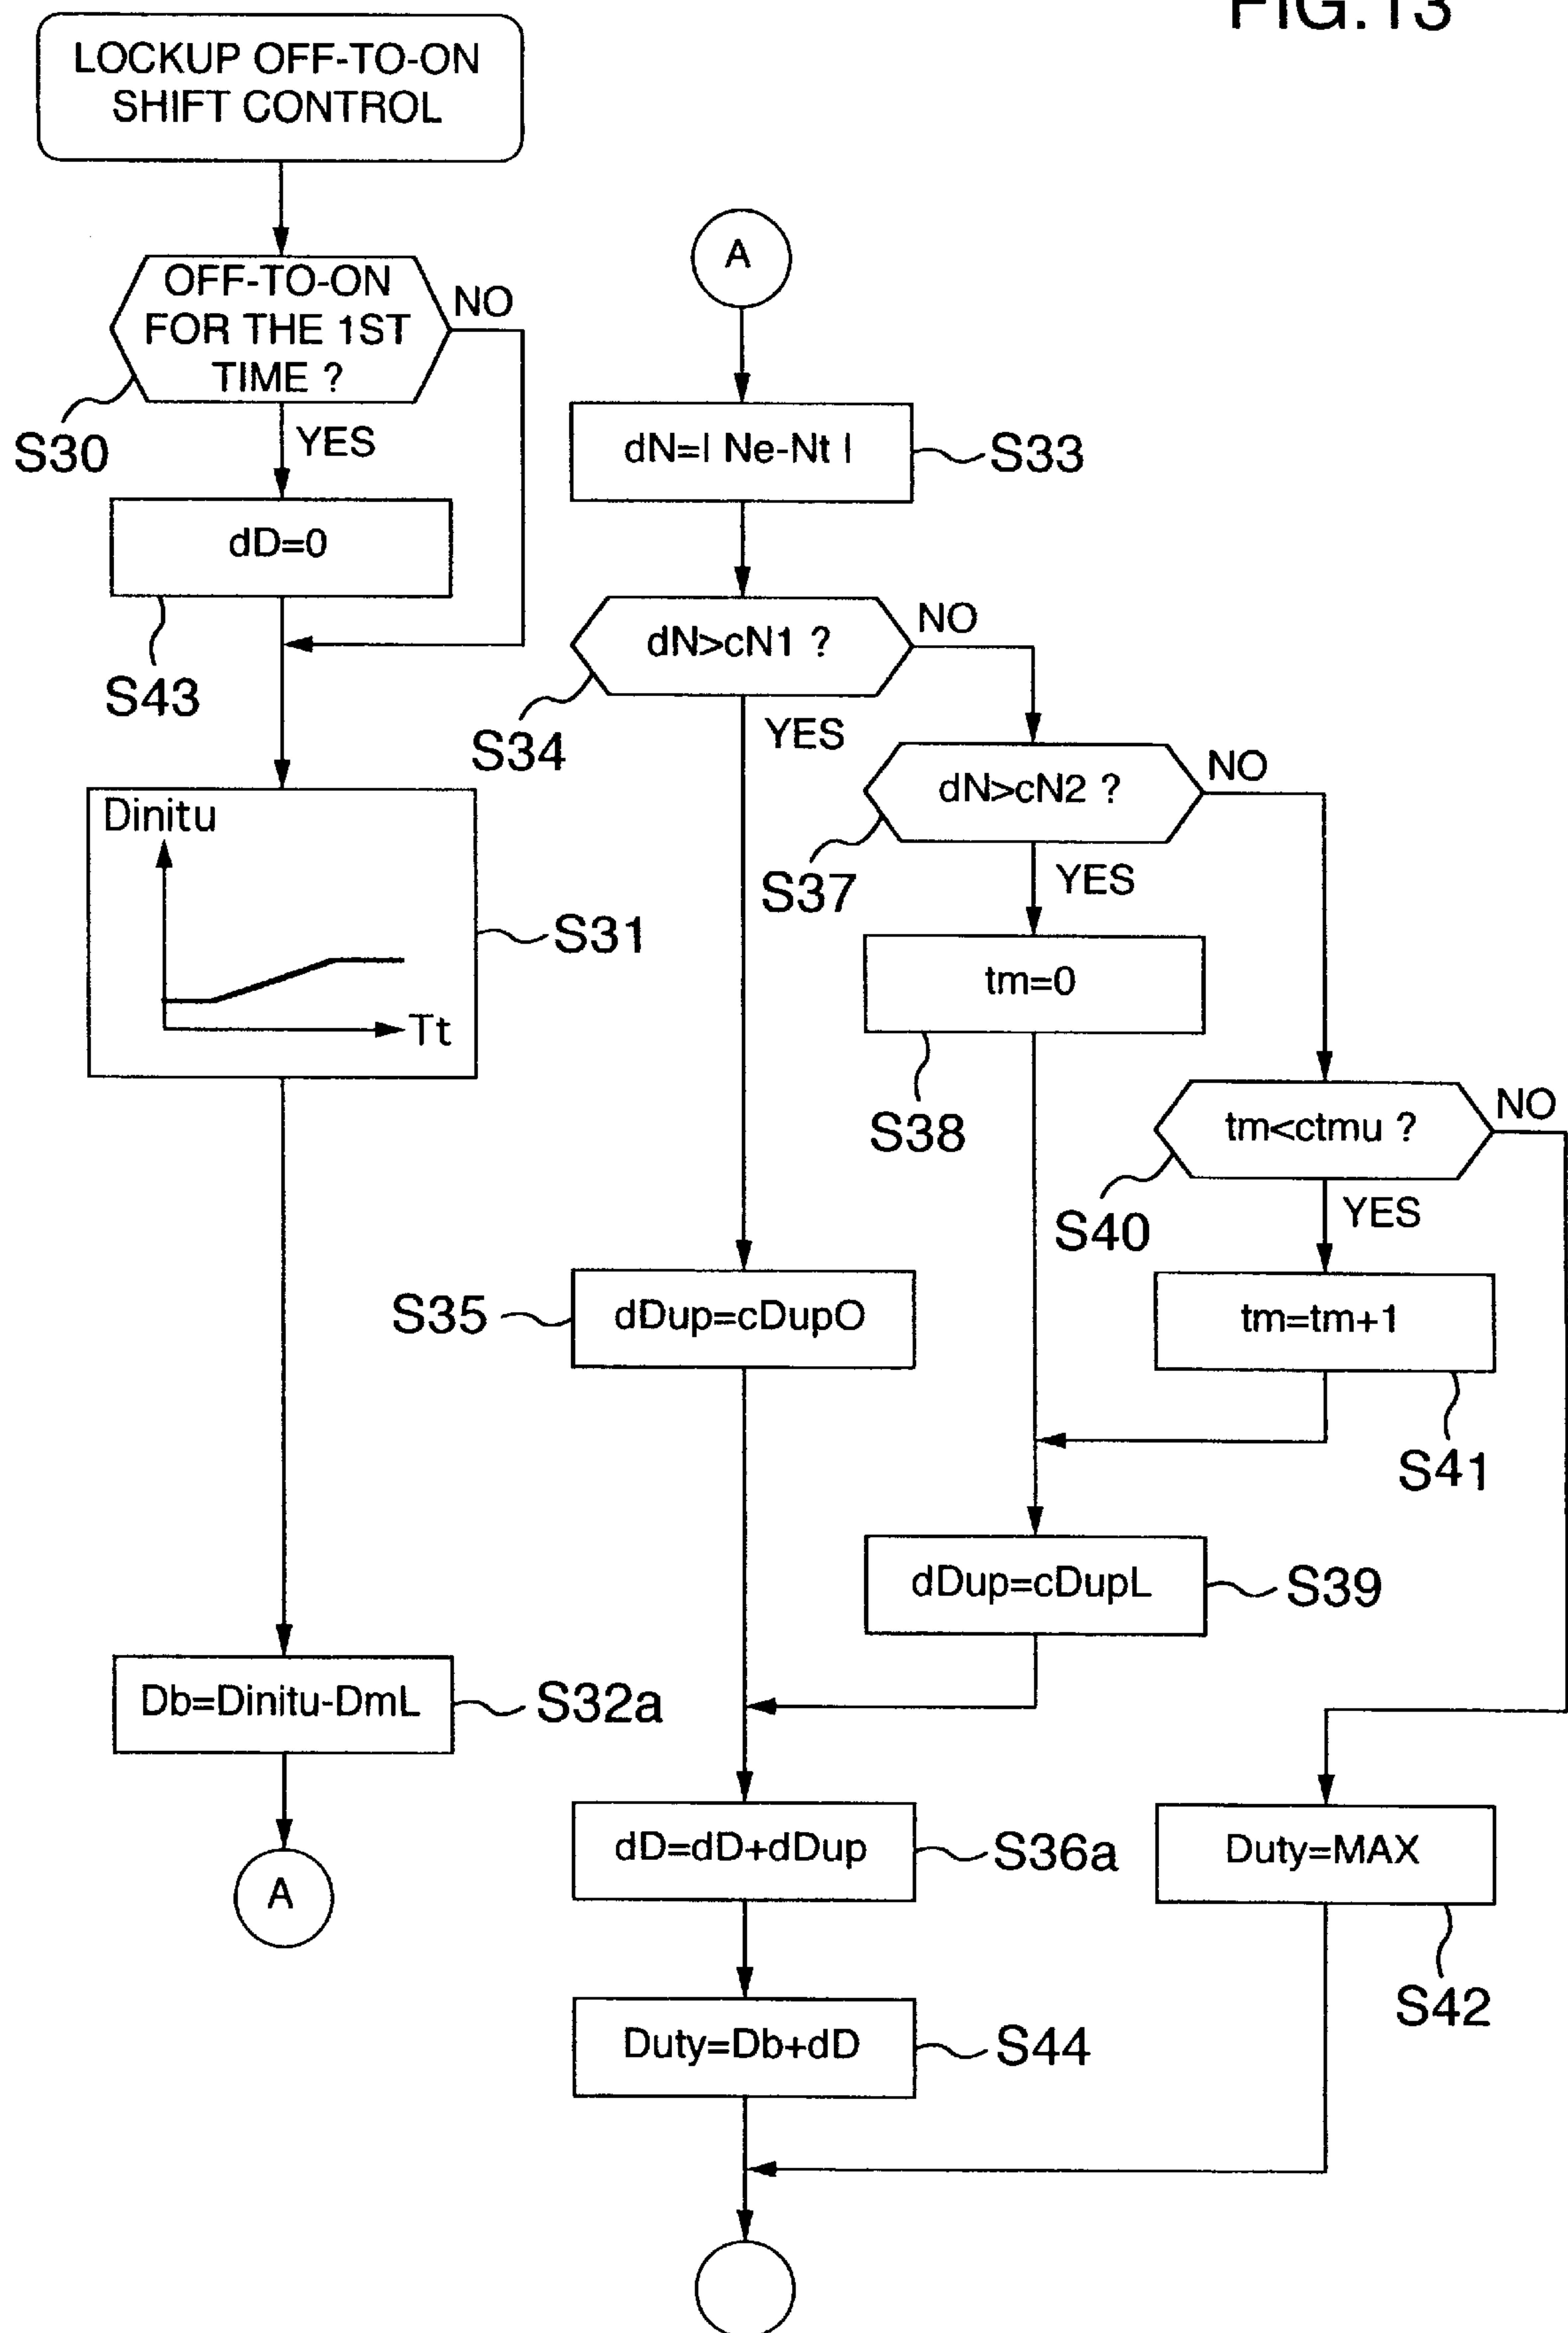 FIG.13
LOCKUP OFF-TO-ON
SHIFT CONTROL
OFF-TO-ON
FOR THE 1ST
TIME ?
NO
YES
S30
dD=0
S43
Dinitu
Tt
S31
Db=Dinitu-DmL
S32a
A
A
dN=| Ne-Nt |
S33
dN>cN1 ?
NO
YES
S34
dN>cN2 ?
NO
YES
S37
tm=0
S38
tm<ctmu ?
NO
YES
S40
tm=tm+1
S41
S35
dDup=cDupO
dDup=cDupL
S39
dD=dD+dDup
S36a
Duty=MAX
S42
Duty=Db+dD
S44